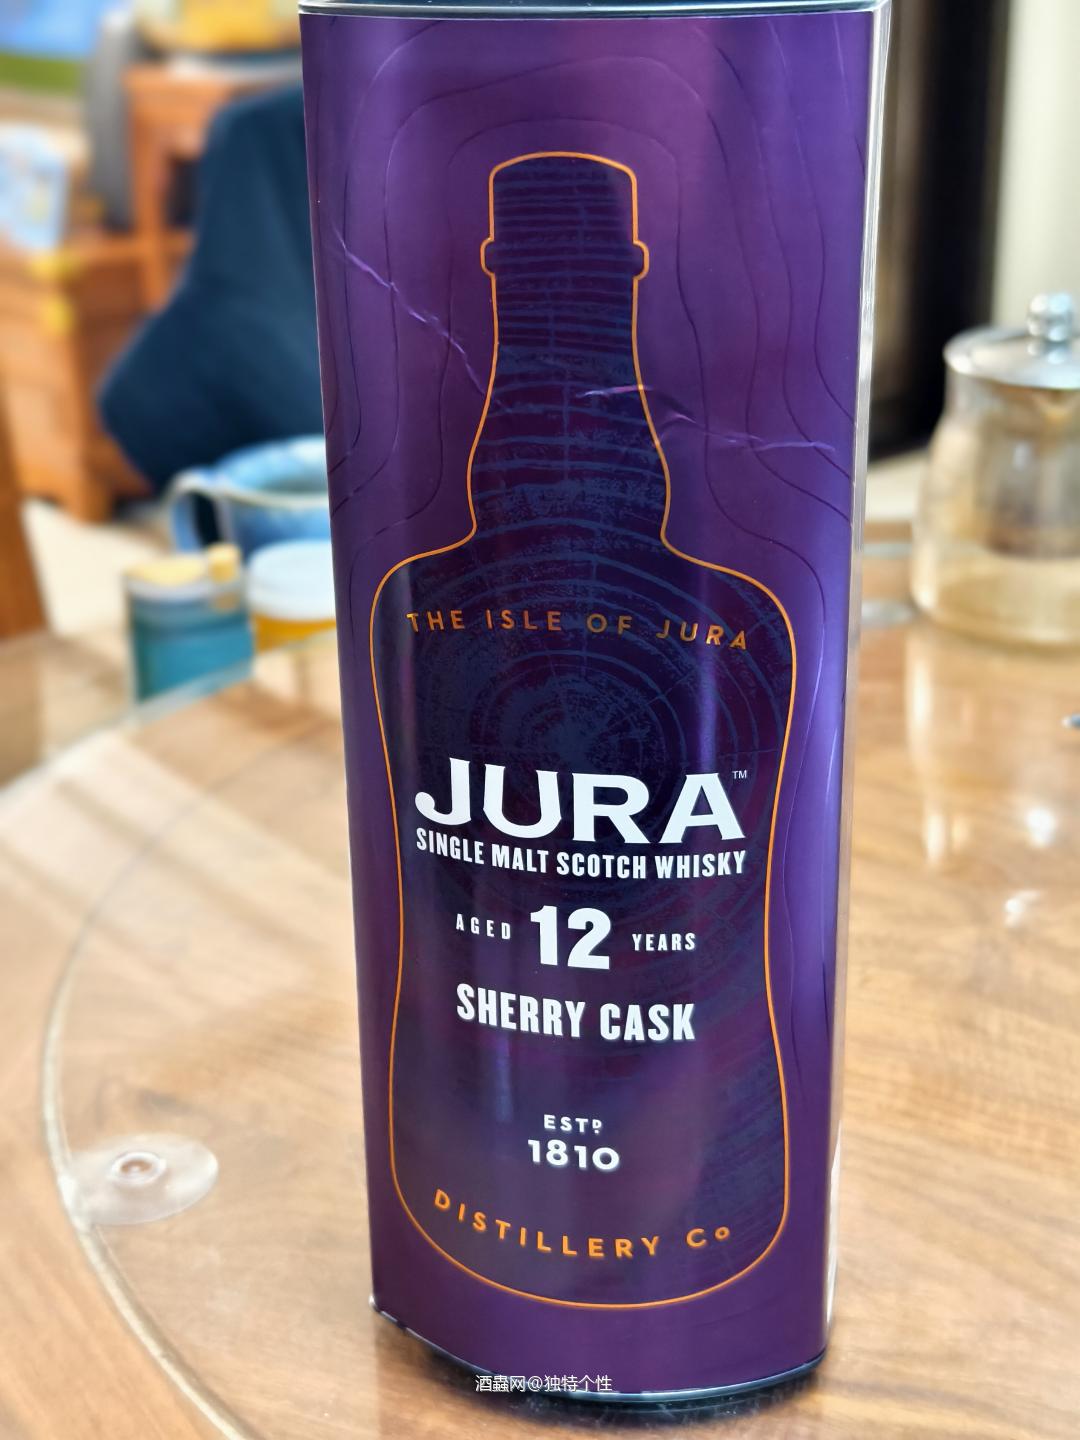 THE ISLE OF JURA
JURA™
SINGLE MALT SCOTCH WHISKY
AGED 12 YEARS
SHERRY CASK
ESTD
1810
DISTILLERY Co
酒蟲网@独特个性